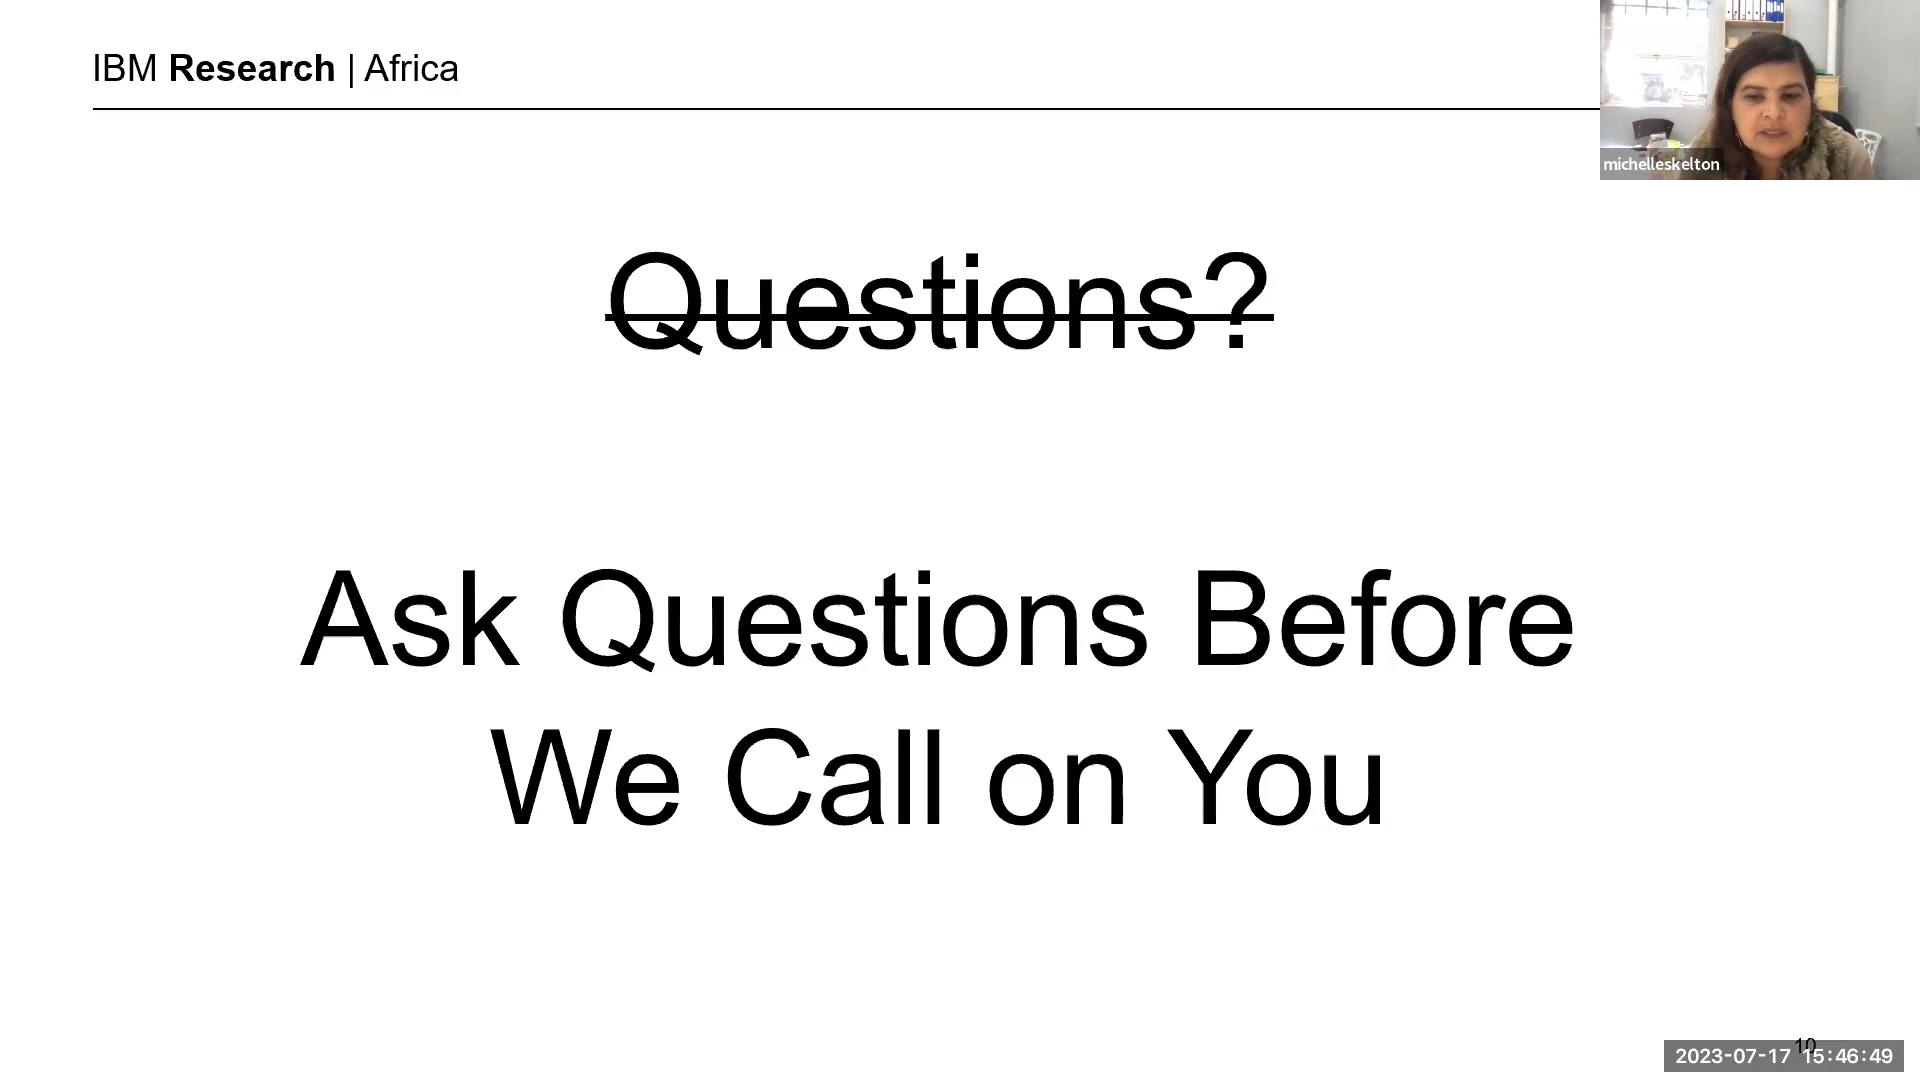 IBM Research | Africa
michelleskelton
Questions?
Ask Questions Before
We Call on You
10
2023-07-17 15:46:49